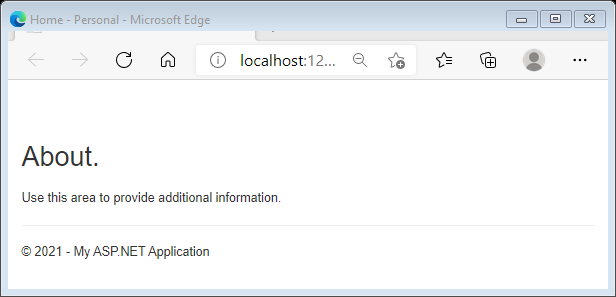 Home - Personal - Microsoft Edge
localhost:12...
About.
Use this area to provide additional information.
© 2021 - My ASP.NET Application